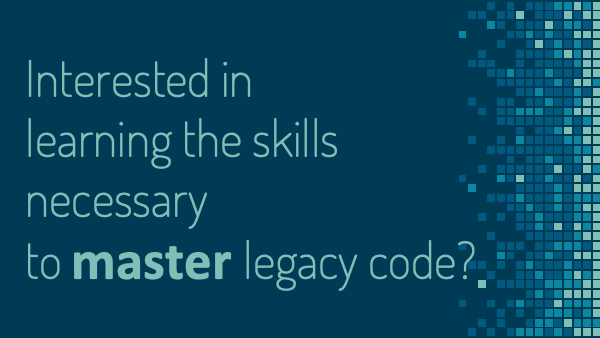 Interested in
learning the skills
necessary
to master legacy code?